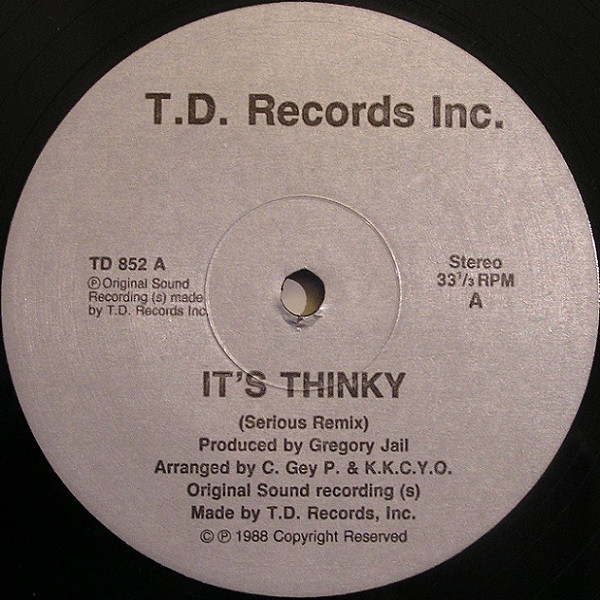 T.D. Records Inc.
TD 852 A
ⓅOriginal Sound
Recording (s) made
by T.D. Records Inc.
Stereo
33¹/₃ RPM
A
IT'S THINKY
(Serious Remix)
Produced by Gregory Jail
Arranged by C. Gey P. & K.K.C.Y.O.
Original Sound recording (s)
Made by T.D. Records, Inc.
© Ⓟ 1988 Copyright Reserved